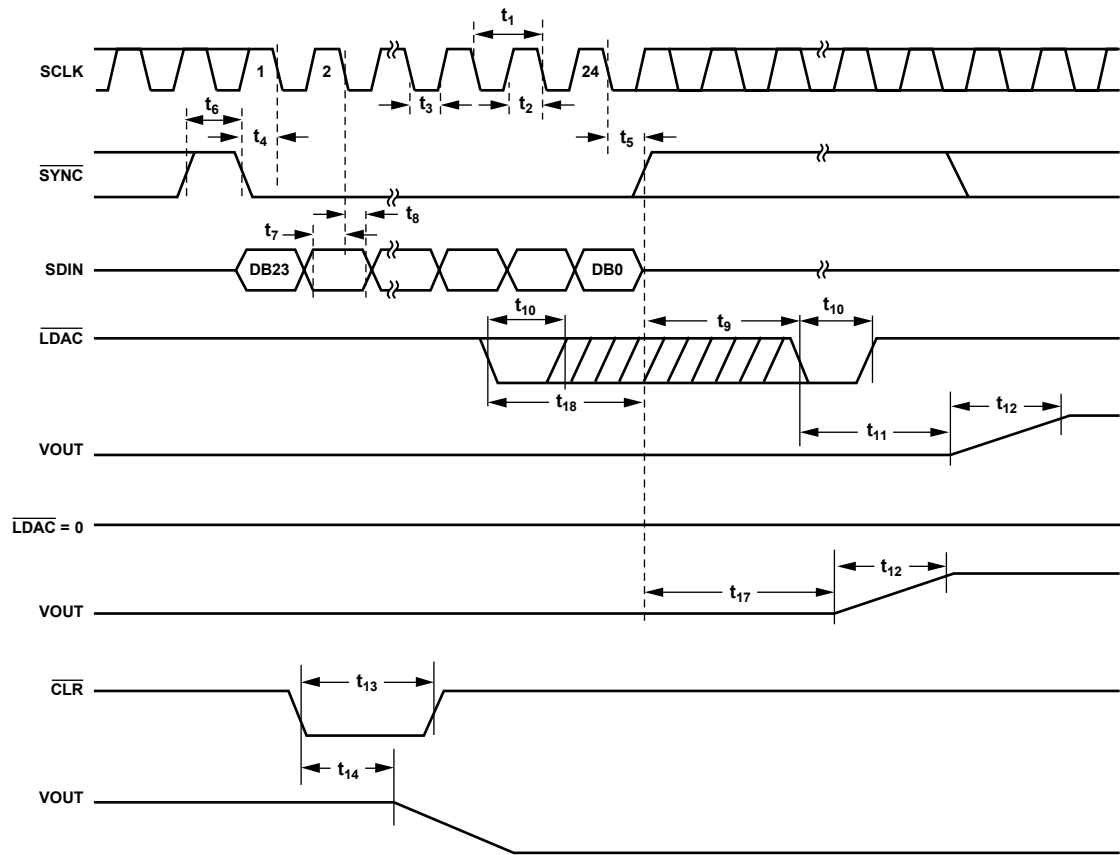 t1
SCLK 1 2 24
t3 t2
t6
t4 t5
SYNC
t8
t7
SDIN DB23 DB0
t10 t9 t10
LDAC
t18 t12
t11
VOUT
LDAC = 0
t12
t17
VOUT
CLR t13
t14
VOUT